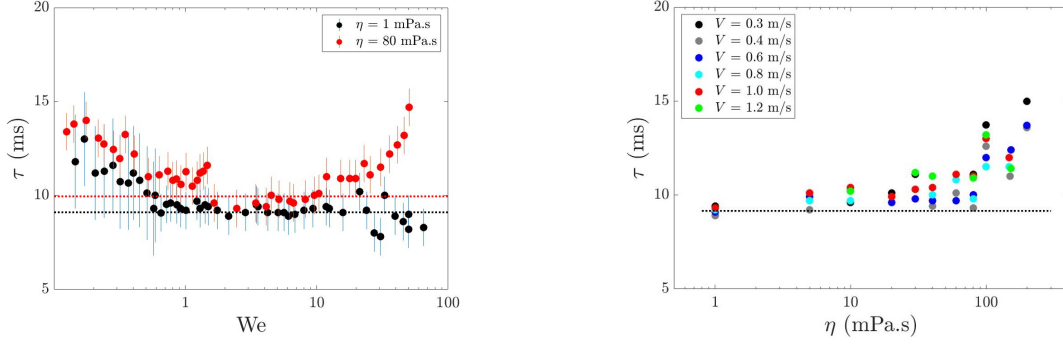 20
15
10
5
τ (ms)
1
10
100
We
η = 1 mPa.s
η = 80 mPa.s
20
15
10
5
τ (ms)
1
10
100
η (mPa.s)
V = 0.3 m/s
V = 0.4 m/s
V = 0.6 m/s
V = 0.8 m/s
V = 1.0 m/s
V = 1.2 m/s